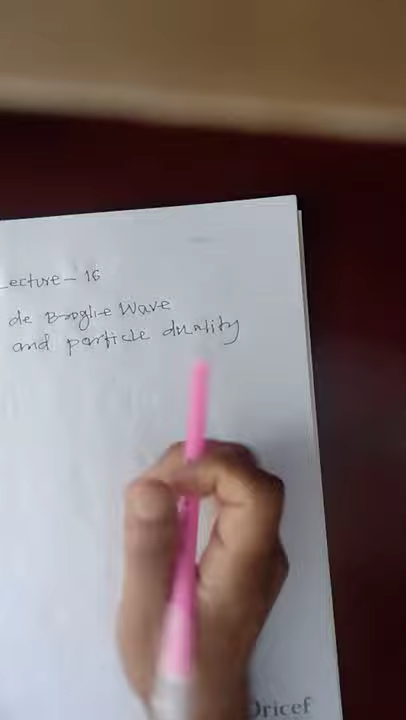 Lecture - 16
de Broglie Wave
and particle duality
Oricef